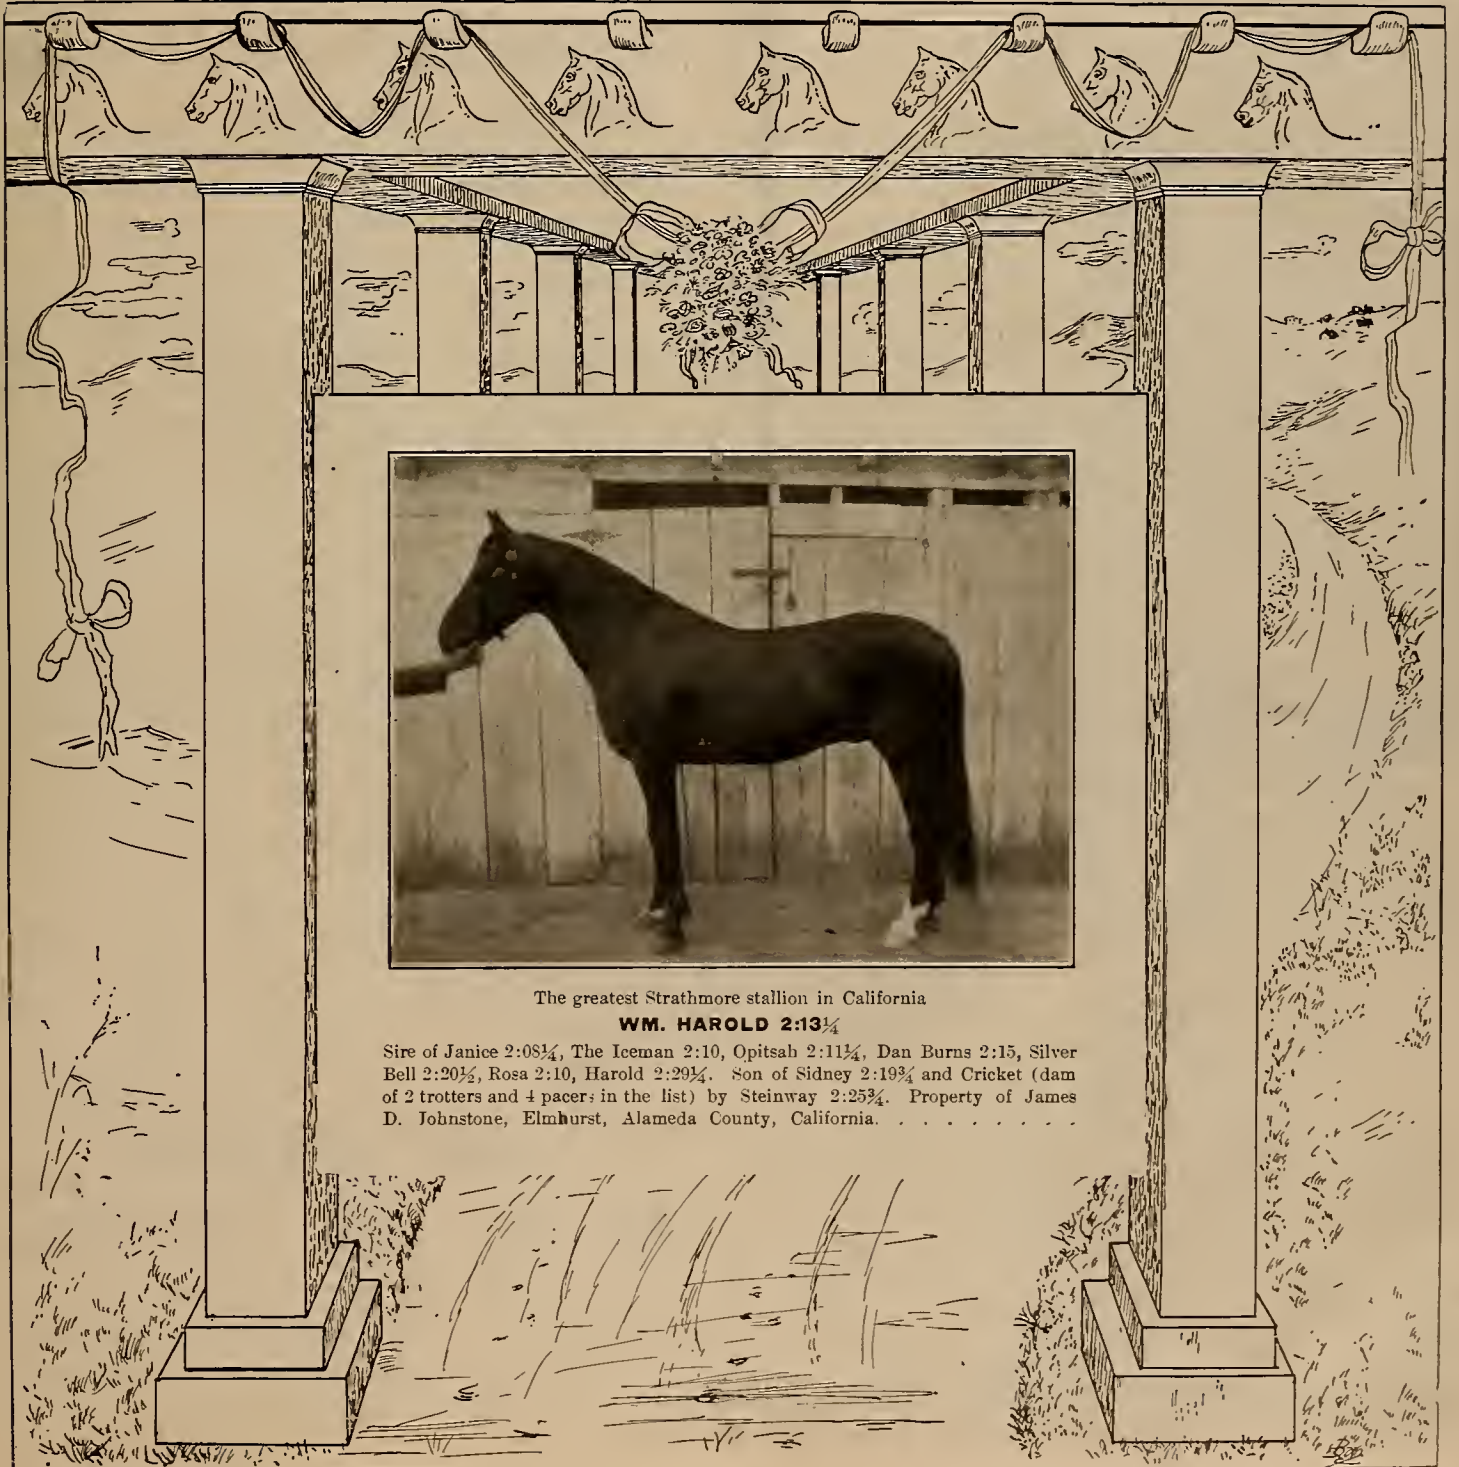 The greatest Strathmore stallion in California
WM. HAROLD 2:13¼
Sire of Janice 2:08¼, The Iceman 2:10, Opitsah 2:11¼, Dan Burns 2:15, Silver
Bell 2:20½, Rosa 2:10, Harold 2:29¼. Son of Sidney 2:19¾ and Cricket (dam
of 2 trotters and 4 pacers in the list) by Steinway 2:25¾. Property of James
D. Johnstone, Elmhurst, Alameda County, California. . . . . . . . .